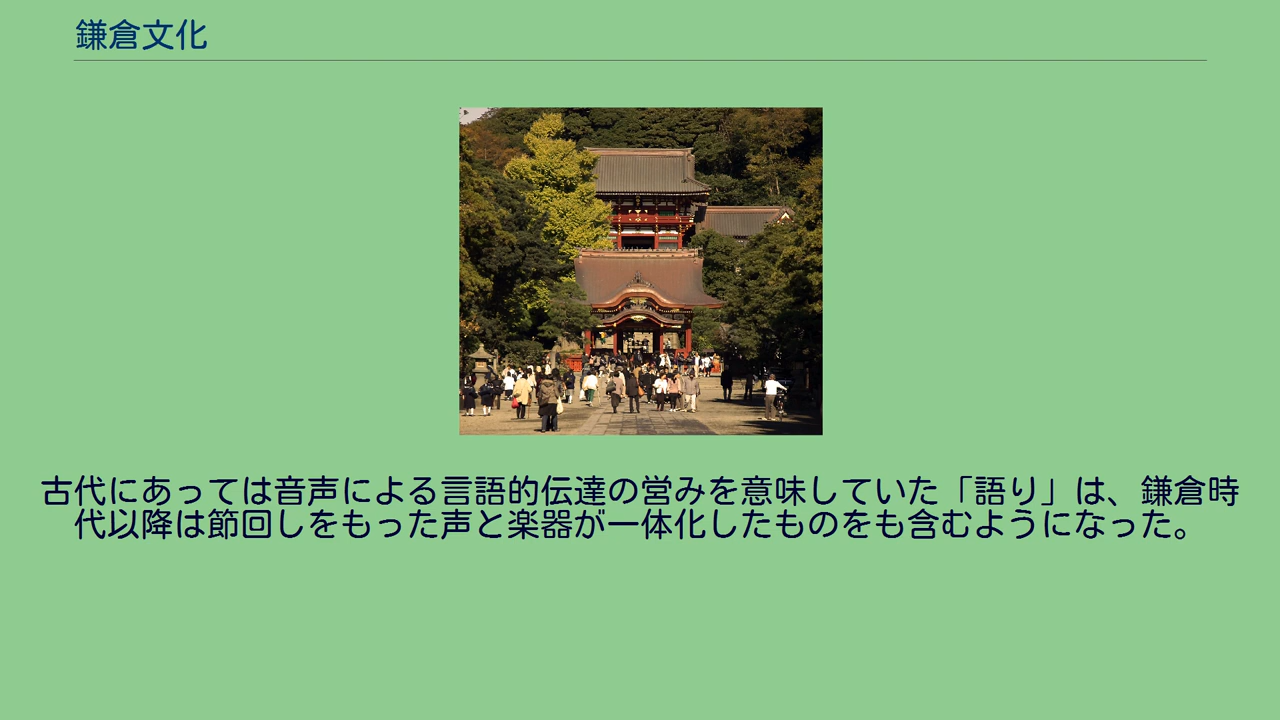 鎌倉文化
古代にあっては音声による言語的伝達の営みを意味していた「語り」は、鎌倉時
代以降は節回しをもった声と楽器が一体化したものをも含むようになった。